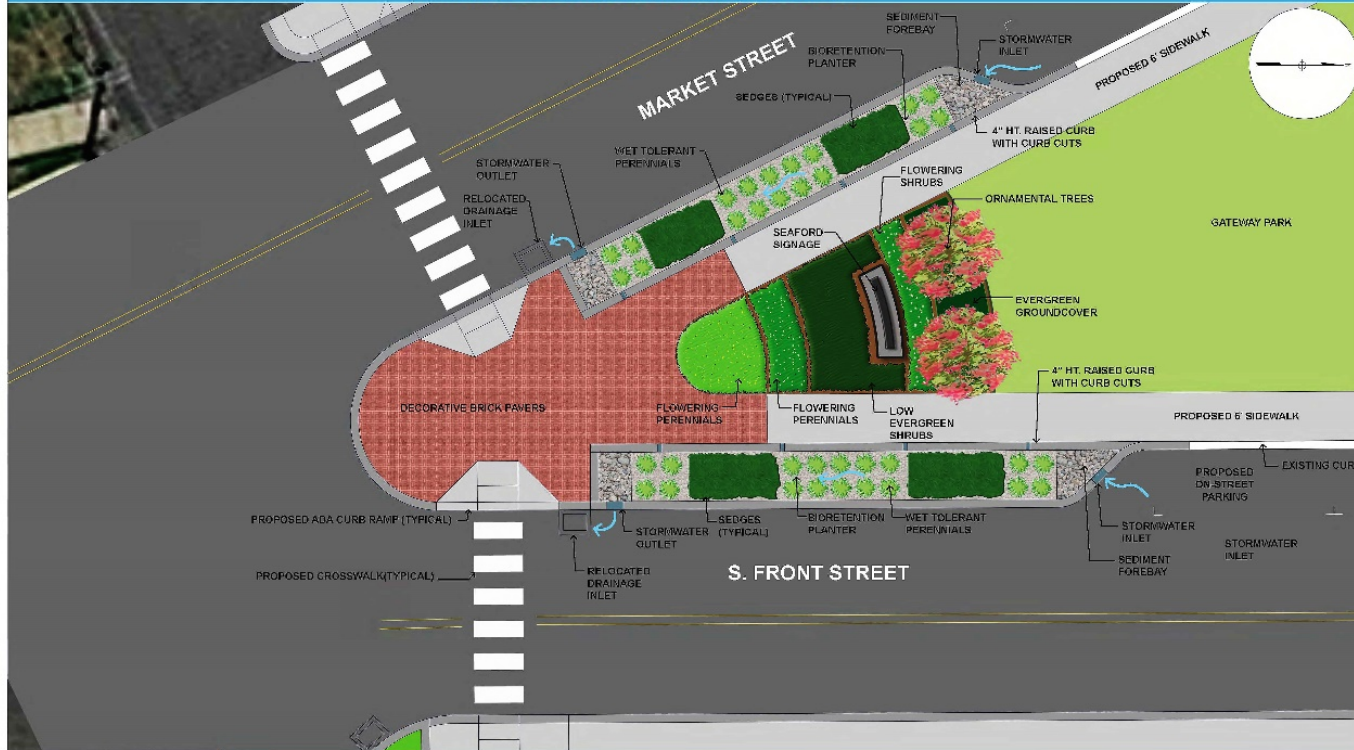 SEDIMENT
FOREBAY
STORMWATER
INLET
MARKET STREET
BIORETENTION
PLANTER
PROPOSED 6' SIDEWALK
SEDGES (TYPICAL)
4" HT. RAISED CURB
WITH CURB CUTS
WET TOLERANT
PERENNIALS
STORMWATER
OUTLET
FLOWERING
SHRUBS
RELOCATED
DRAINAGE
INLET
ORNAMENTAL TREES
SEAFORD
SIGNAGE
GATEWAY PARK
EVERGREEN
GROUNDCOVER
4" HT. RAISED CURB
WITH CURB CUTS
DECORATIVE BRICK PAVERS
FLOWERING
PERENNIALS
FLOWERING
PERENNIALS
LOW
EVERGREEN
SHRUBS
PROPOSED 6' SIDEWALK
EXISTING CUR
PROPOSED
ON-STREET
PARKING
PROPOSED ADA CURB RAMP (TYPICAL)
STORMWATER
OUTLET
SEDGES
(TYPICAL)
BIORETENTION
PLANTER
WET TOLERANT
PERENNIALS
STORMWATER
INLET
STORMWATER
INLET
SEDIMENT
FOREBAY
PROPOSED CROSSWALK(TYPICAL)
RELOCATED
DRAINAGE
INLET
S. FRONT STREET